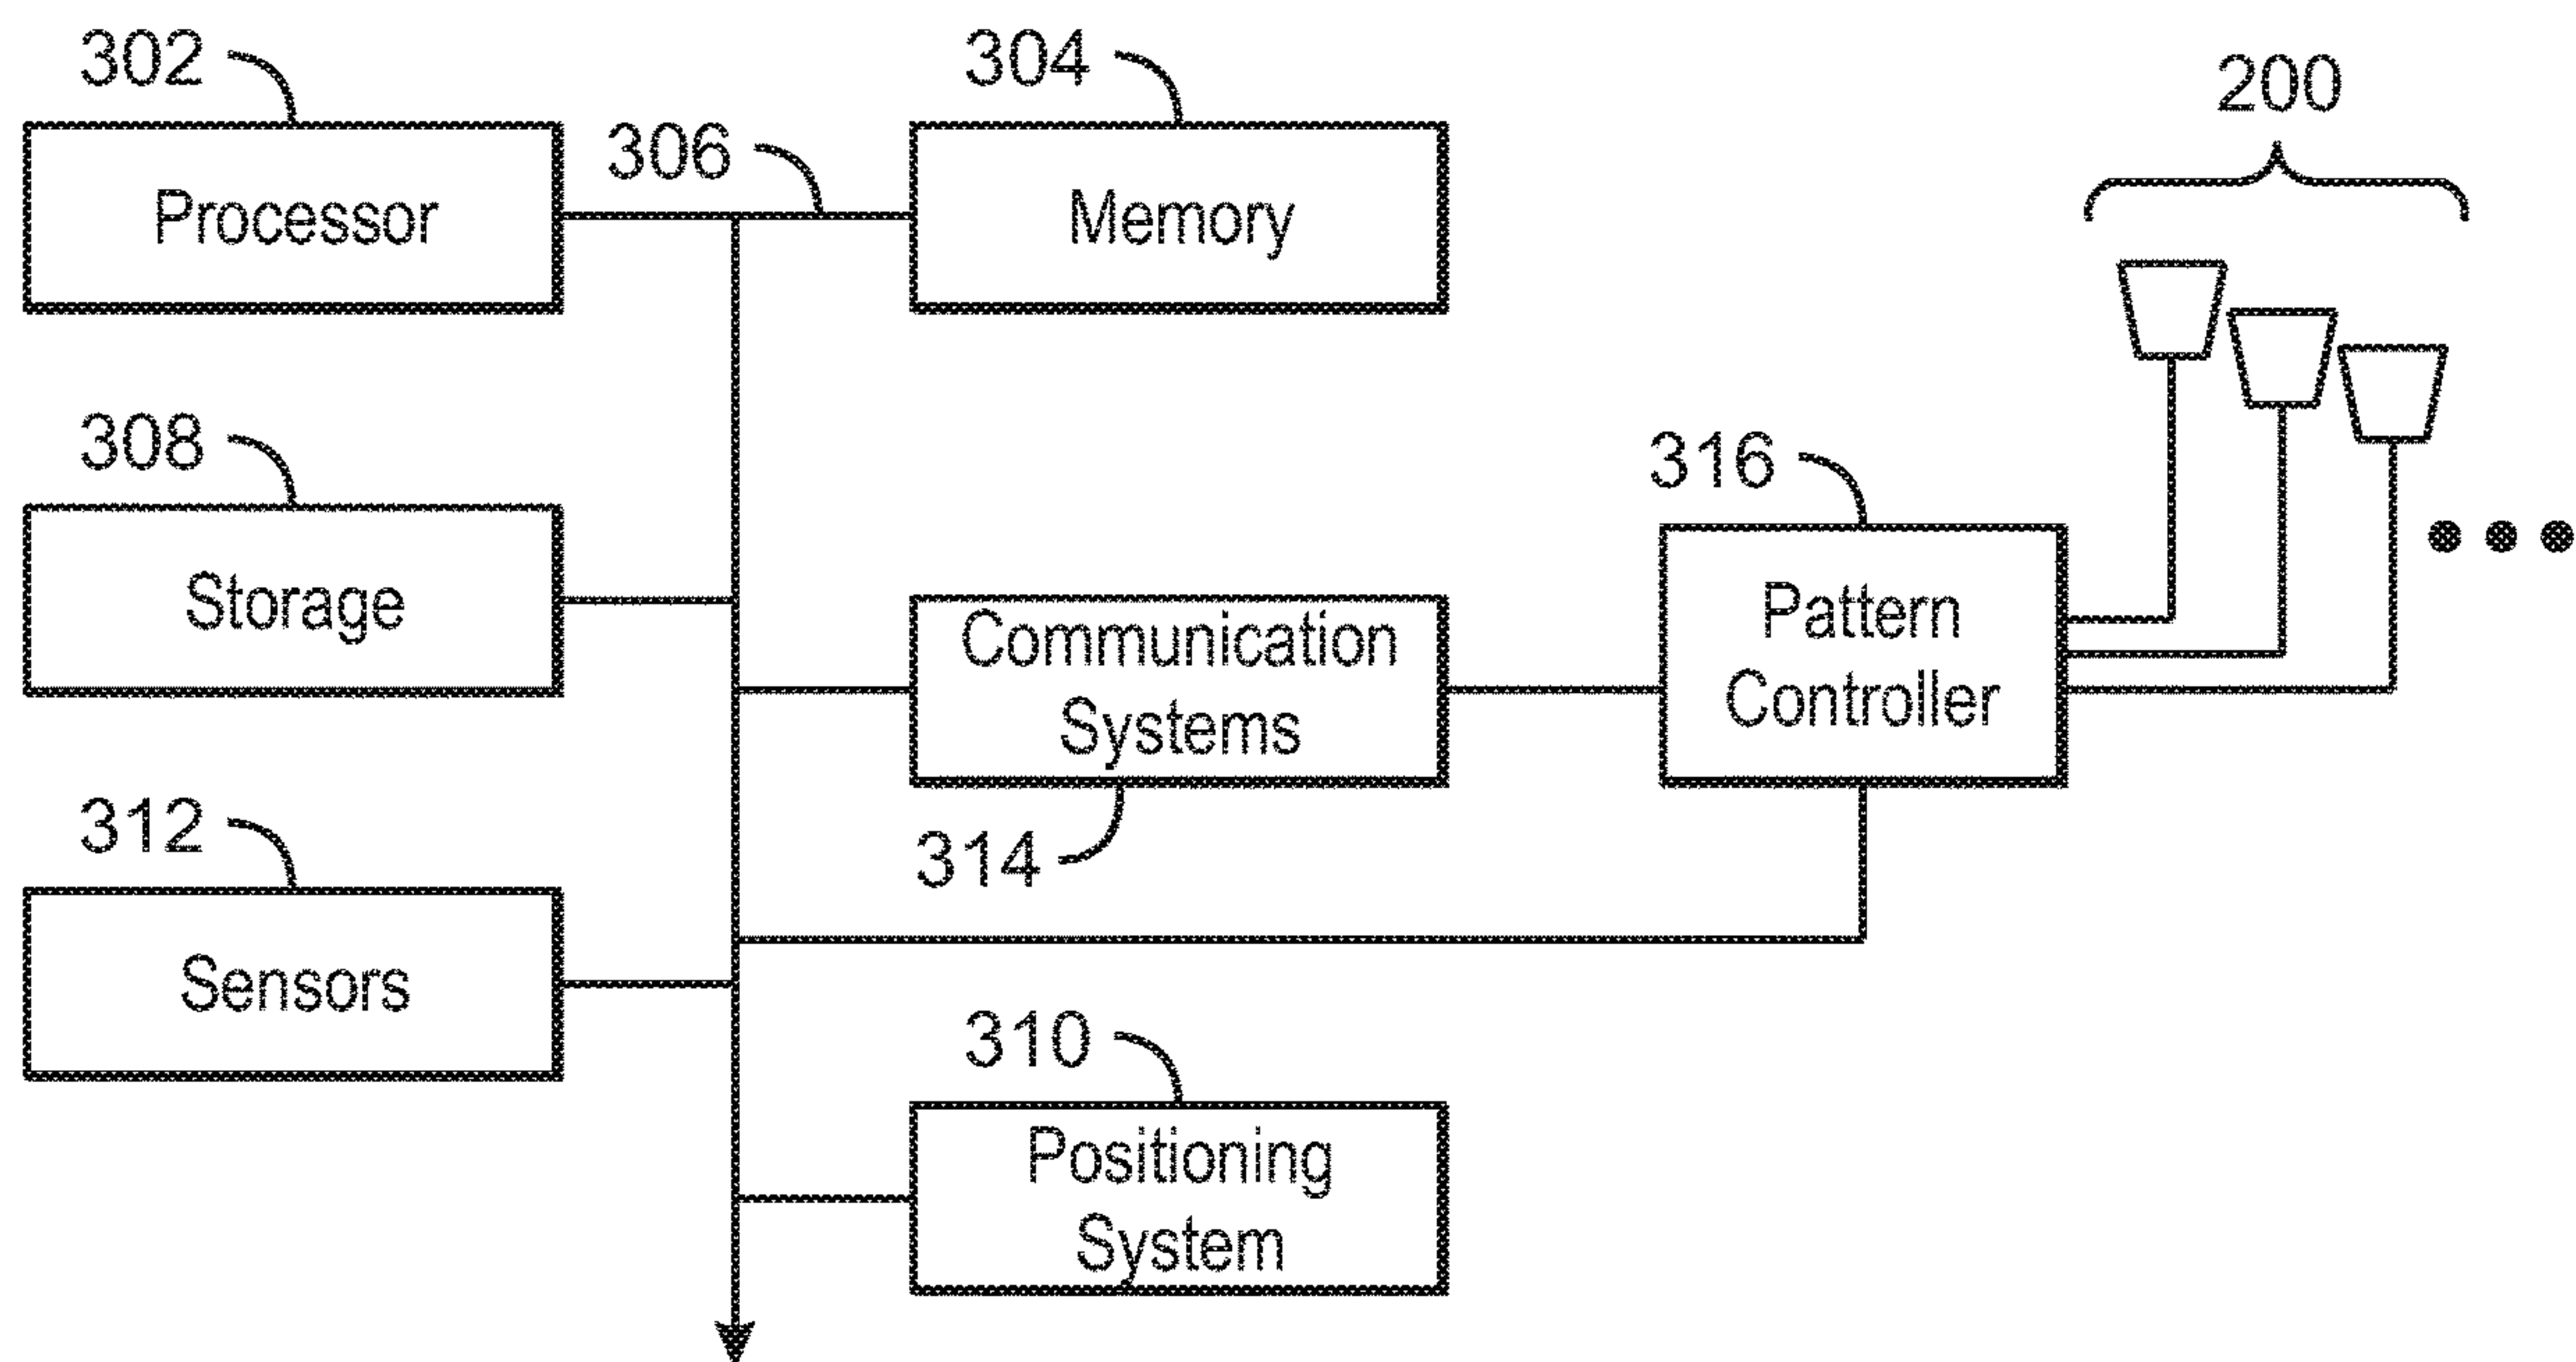 302
304
200
306
Processor
Memory
308
316
Storage
Communication
Systems
Pattern
Controller
312
314
Sensors
310
Positioning
System